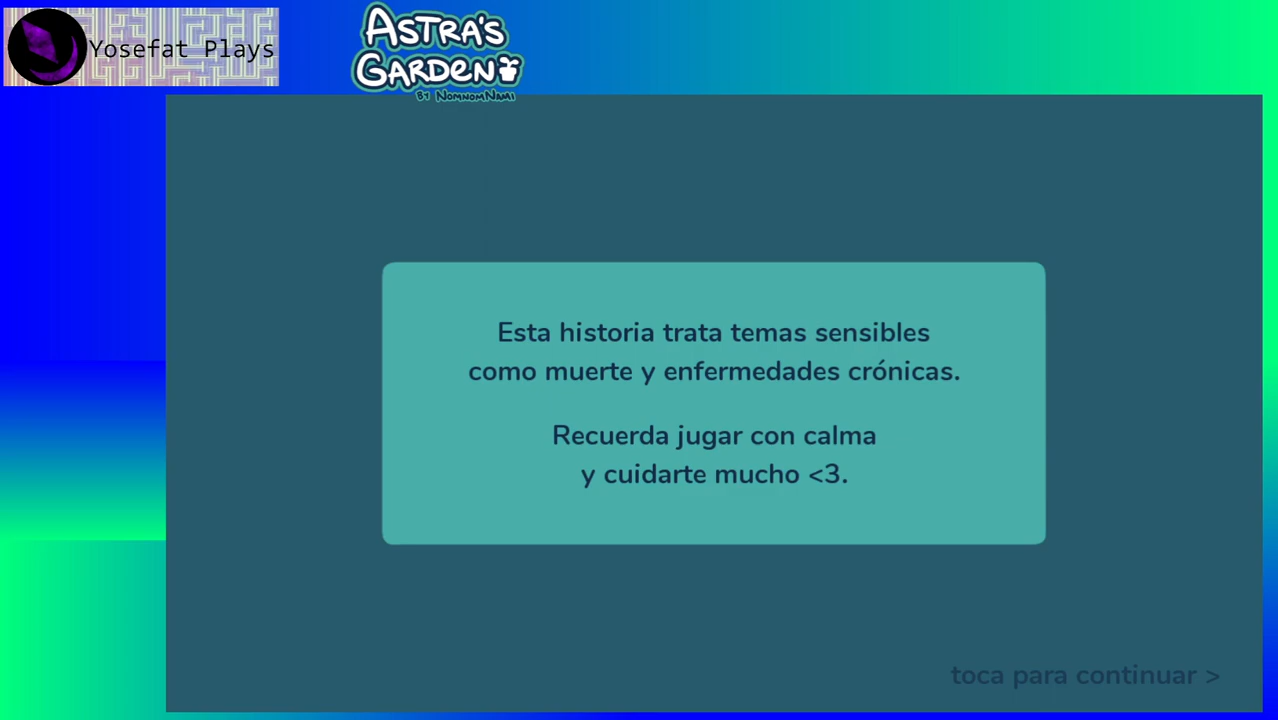 Yosefat Plays
ASTRA'S
GARDEN
BY NOMNOMNAMI
Esta historia trata temas sensibles
como muerte y enfermedades crónicas.
Recuerda jugar con calma
y cuidarte mucho <3.
toca para continuar >